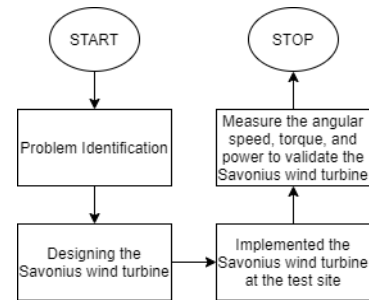 START
Problem Identification
Designing the
Savonius wind turbine
Implemented the
Savonius wind turbine
at the test site
Measure the angular
speed, torque, and
power to validate the
Savonius wind turbine
STOP